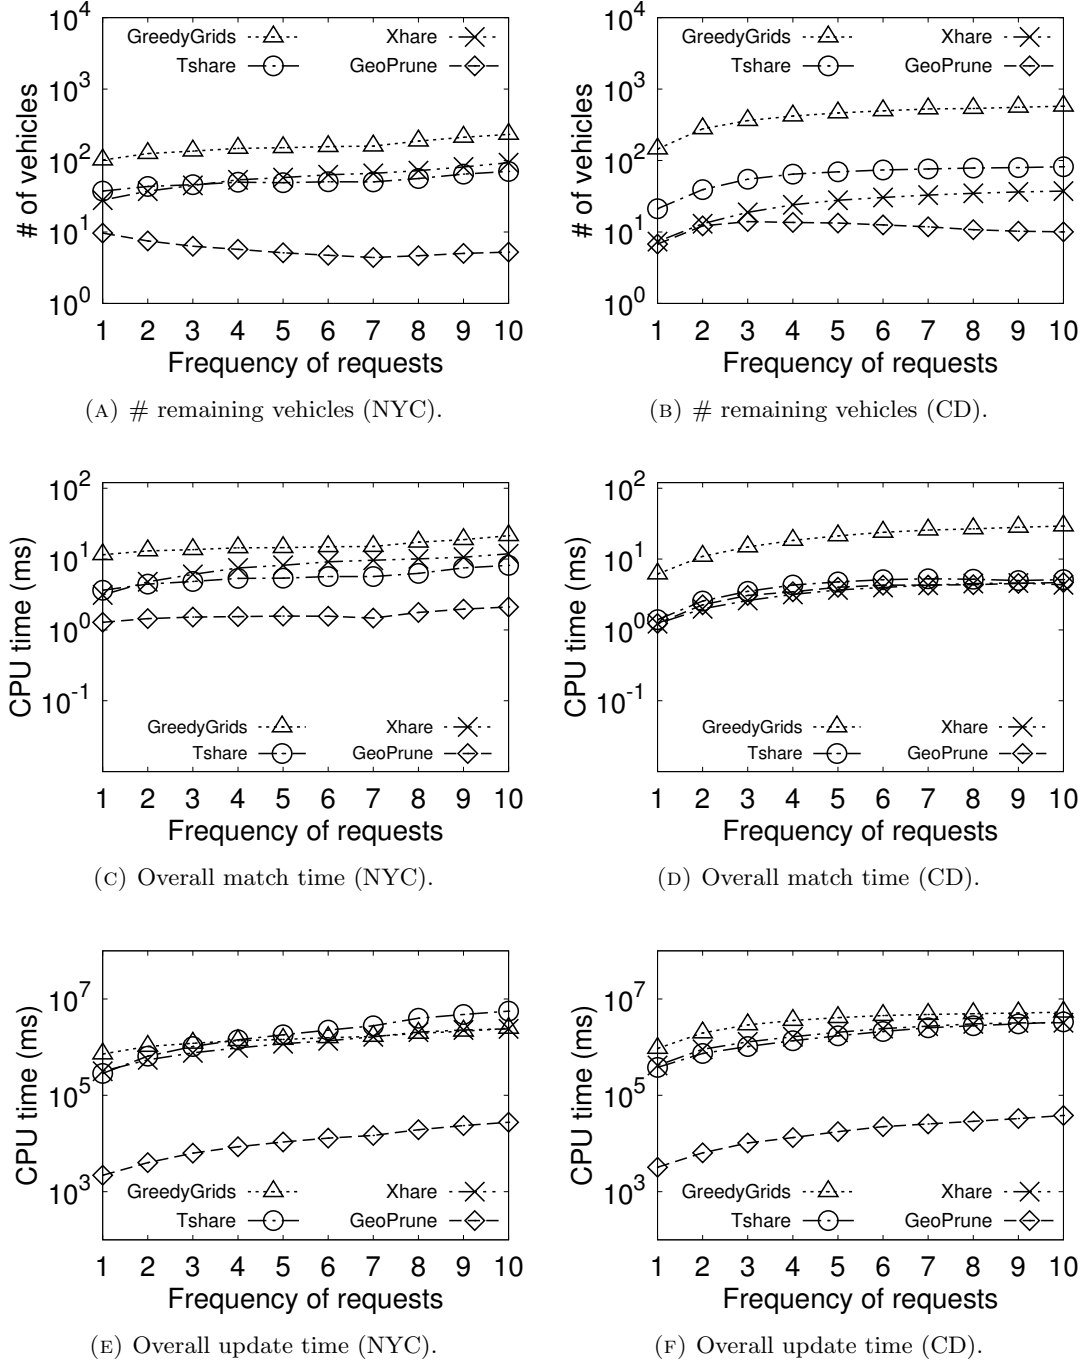 10^4
10^3
10^2
10^1
10^0
# of vehicles
GreedyGrids
Tshare
Xhare
GeoPrune
1 2 3 4 5 6 7 8 9 10
Frequency of requests
(A) # remaining vehicles (NYC).
10^4
10^3
10^2
10^1
10^0
# of vehicles
GreedyGrids
Tshare
Xhare
GeoPrune
1 2 3 4 5 6 7 8 9 10
Frequency of requests
(B) # remaining vehicles (CD).
10^2
10^1
10^0
10^-1
CPU time (ms)
GreedyGrids
Tshare
Xhare
GeoPrune
1 2 3 4 5 6 7 8 9 10
Frequency of requests
(C) Overall match time (NYC).
10^2
10^1
10^0
10^-1
CPU time (ms)
GreedyGrids
Tshare
Xhare
GeoPrune
1 2 3 4 5 6 7 8 9 10
Frequency of requests
(D) Overall match time (CD).
10^7
10^5
10^3
CPU time (ms)
GreedyGrids
Tshare
Xhare
GeoPrune
1 2 3 4 5 6 7 8 9 10
Frequency of requests
(E) Overall update time (NYC).
10^7
10^5
10^3
CPU time (ms)
GreedyGrids
Tshare
Xhare
GeoPrune
1 2 3 4 5 6 7 8 9 10
Frequency of requests
(F) Overall update time (CD).